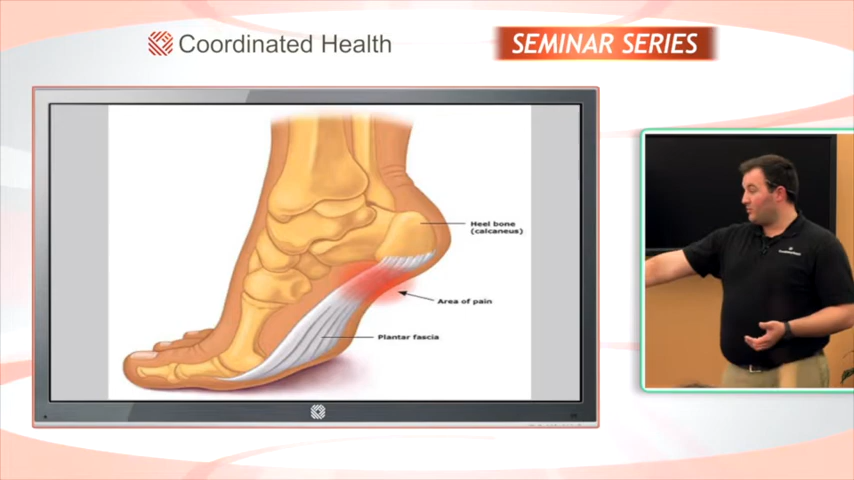 Coordinated Health
SEMINAR SERIES
Heel bone
(calcaneus)
Area of pain
Plantar fascia